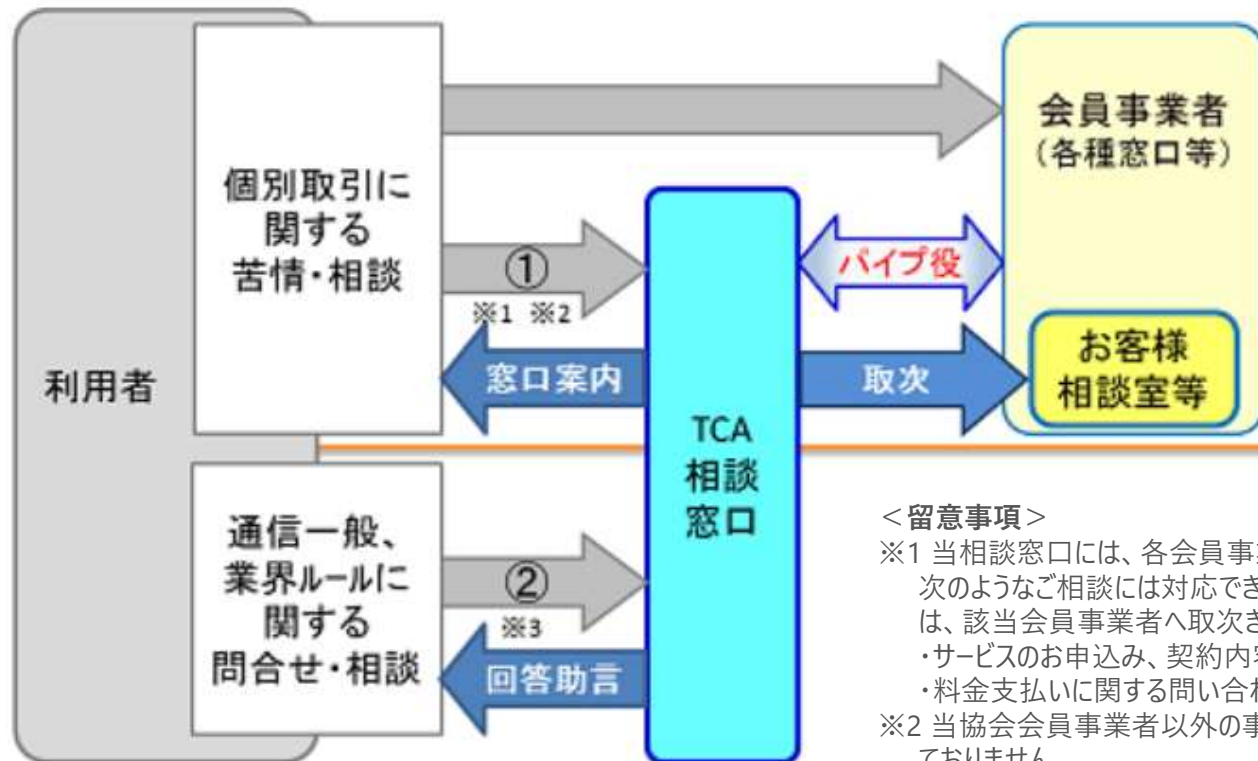 利用者
個別取引に
関する
苦情・相談
①
※1 ※2
窓口案内
通信一般、
業界ルールに
関する
問合せ・相談
②
※3
回答助言
TCA
相談
窓口
パイプ役
取次
会員事業者
（各種窓口等）
お客様
相談室等
＜留意事項＞
※1 当相談窓口には、各会員事
次のようなご相談には対応でき
は、該当会員事業者へ取次
・サービスのお申込み、契約内
・料金支払いに関する問い合
※2 当協会会員事業者以外の事
ておりません